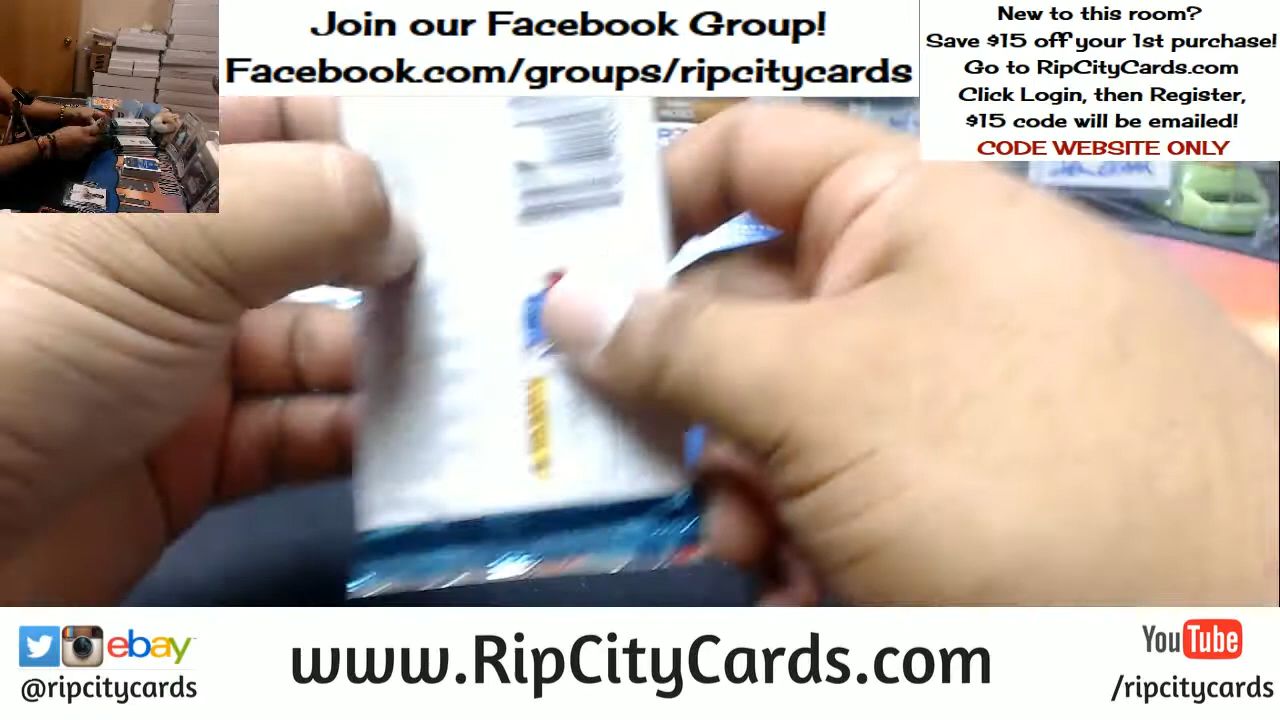 Join our Facebook Group!
Facebook.com/groups/ripcitycards
New to this room?
Save $15 off your 1st purchase!
Go to RipCityCards.com
Click Login, then Register,
$15 code will be emailed!
CODE WEBSITE ONLY
ebay
@ripcitycards
www.RipCityCards.com
YouTube
/ripcitycards